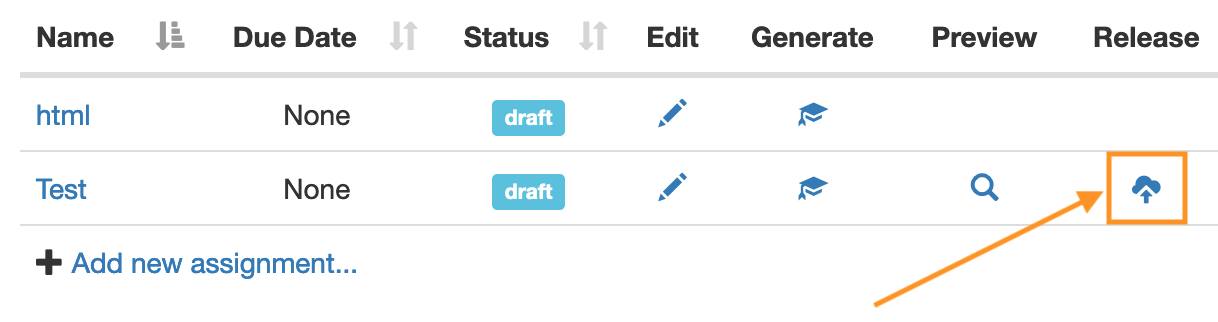 Name Due Date Status Edit Generate Preview Release
html None draft
Test None draft
Add new assignment...